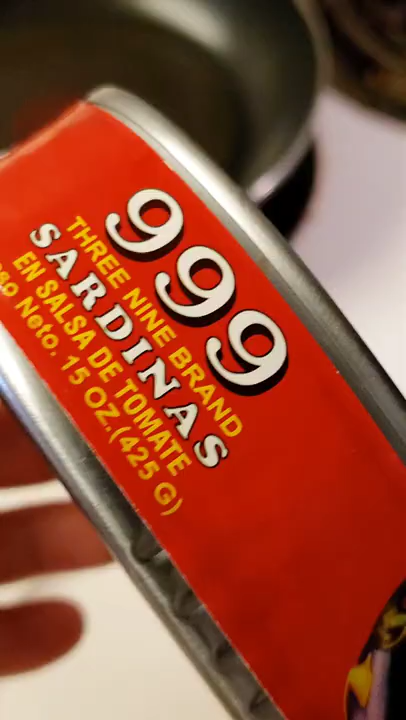 999
THREE NINE BRAND
SARDINAS
EN SALSA DE TOMATE
Neto. 15 OZ.(425 G)